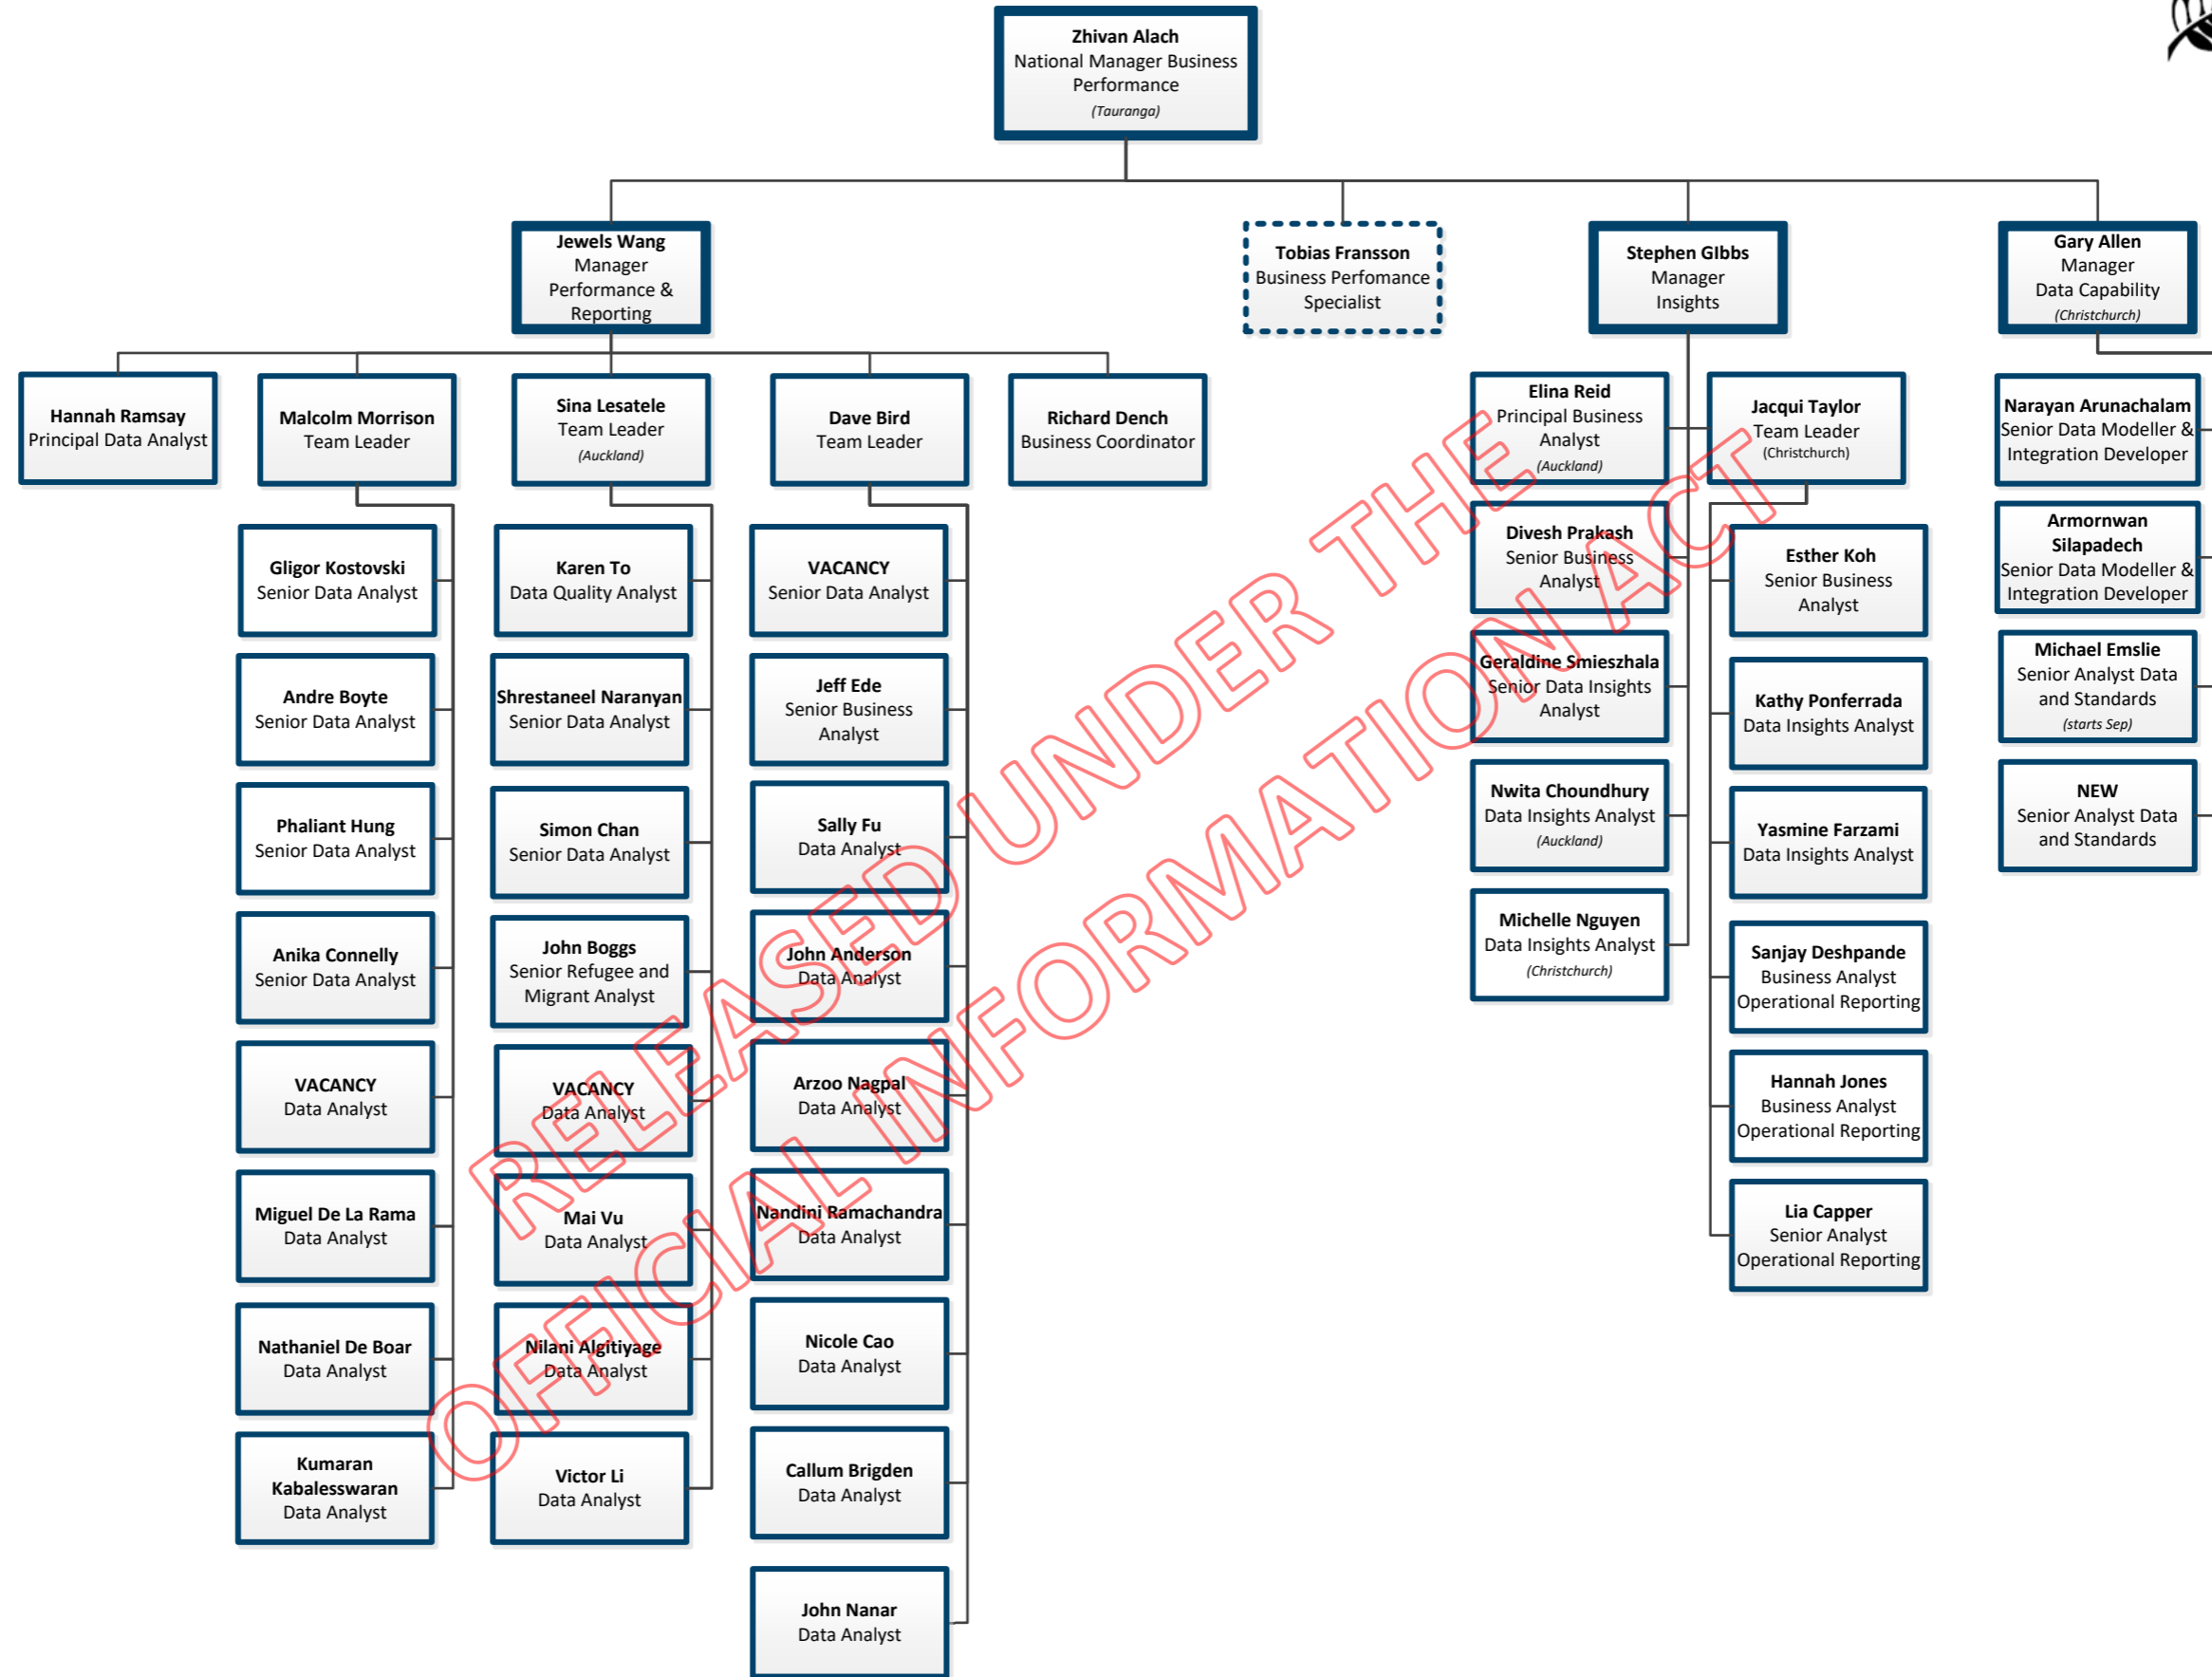 Zhivan Alach
National Manager Business
Performance
(Tauranga)
Jewels Wang
Manager
Performance &
Reporting
Tobias Fransson
Business Perfomance
Specialist
Stephen GIbbs
Manager
Insights
Gary Allen
Manager
Data Capability
(Christchurch)
Hannah Ramsay
Principal Data Analyst
Malcolm Morrison
Team Leader
Sina Lesatele
Team Leader
(Auckland)
Dave Bird
Team Leader
Richard Dench
Business Coordinator
Gligor Kostovski
Senior Data Analyst
Andre Boyte
Senior Data Analyst
Phaliant Hung
Senior Data Analyst
Anika Connelly
Senior Data Analyst
VACANCY
Data Analyst
Miguel De La Rama
Data Analyst
Nathaniel De Boar
Data Analyst
Kumaran
Kabalesswaran
Data Analyst
Karen To
Data Quality Analyst
Shrestaneel Naranyan
Senior Data Analyst
Simon Chan
Senior Data Analyst
John Boggs
Senior Refugee and
Migrant Analyst
VACANCY
Data Analyst
Mai Vu
Data Analyst
Nilani Algitiyage
Data Analyst
Victor Li
Data Analyst
VACANCY
Senior Data Analyst
Jeff Ede
Senior Business
Analyst
Sally Fu
Data Analyst
John Anderson
Data Analyst
Arzoo Nagpal
Data Analyst
Nandini Ramachandra
Data Analyst
Nicole Cao
Data Analyst
Callum Brigden
Data Analyst
John Nanar
Data Analyst
Elina Reid
Principal Business
Analyst
(Auckland)
Divesh Prakash
Senior Business
Analyst
Geraldine Smieszhala
Senior Data Insights
Analyst
Nwita Choundhury
Data Insights Analyst
(Auckland)
Michelle Nguyen
Data Insights Analyst
(Christchurch)
Jacqui Taylor
Team Leader
(Christchurch)
Esther Koh
Senior Business
Analyst
Kathy Ponferrada
Data Insights Analyst
Yasmine Farzami
Data Insights Analyst
Sanjay Deshpande
Business Analyst
Operational Reporting
Hannah Jones
Business Analyst
Operational Reporting
Lia Capper
Senior Analyst
Operational Reporting
Narayan Arunachalam
Senior Data Modeller &
Integration Developer
Armornwan
Silapadech
Senior Data Modeller &
Integration Developer
Michael Emslie
Senior Analyst Data
and Standards
(starts Sep)
NEW
Senior Analyst Data
and Standards
RELEASED UNDER THE
OFFICIAL INFORMATION ACT